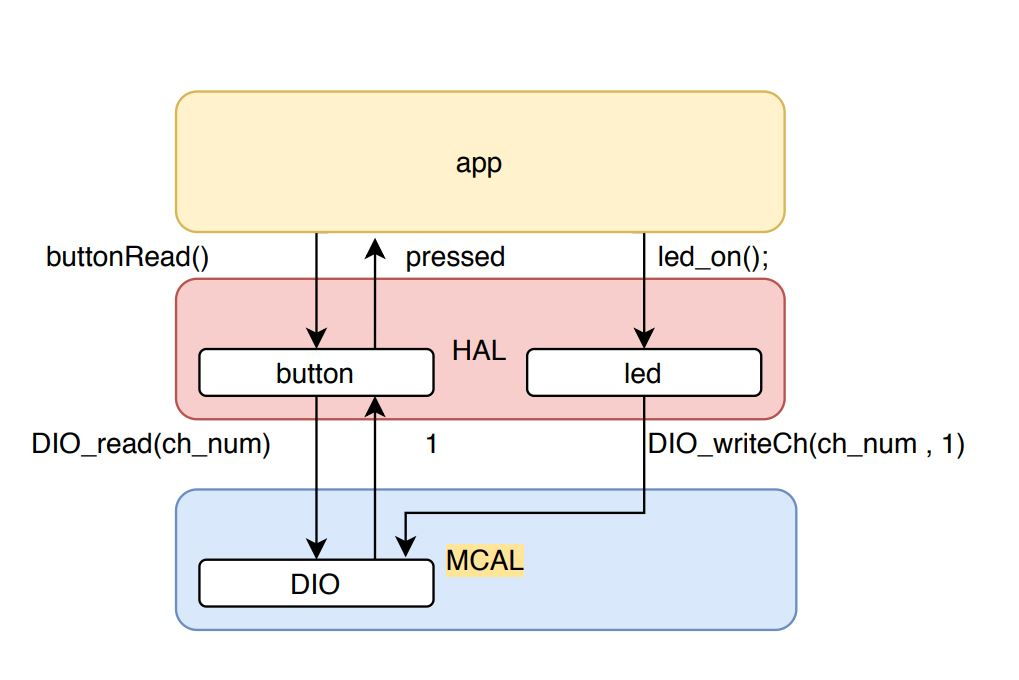 app
buttonRead()
pressed
led_on();
HAL
button
led
DIO_read(ch_num)
1
DIO_writeCh(ch_num , 1)
MCAL
DIO